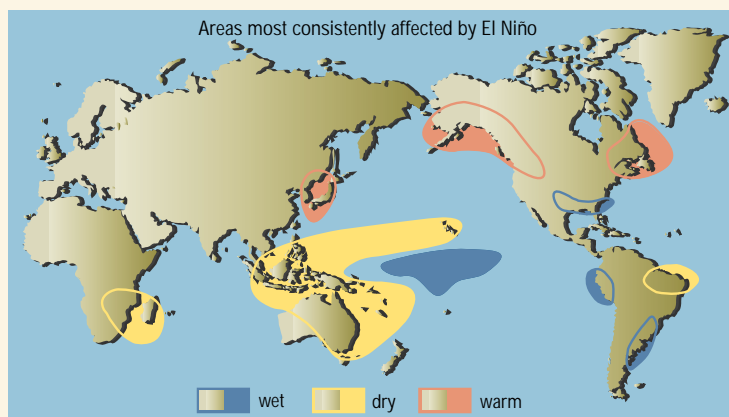 Areas most consistently affected by El Niño
wet dry warm